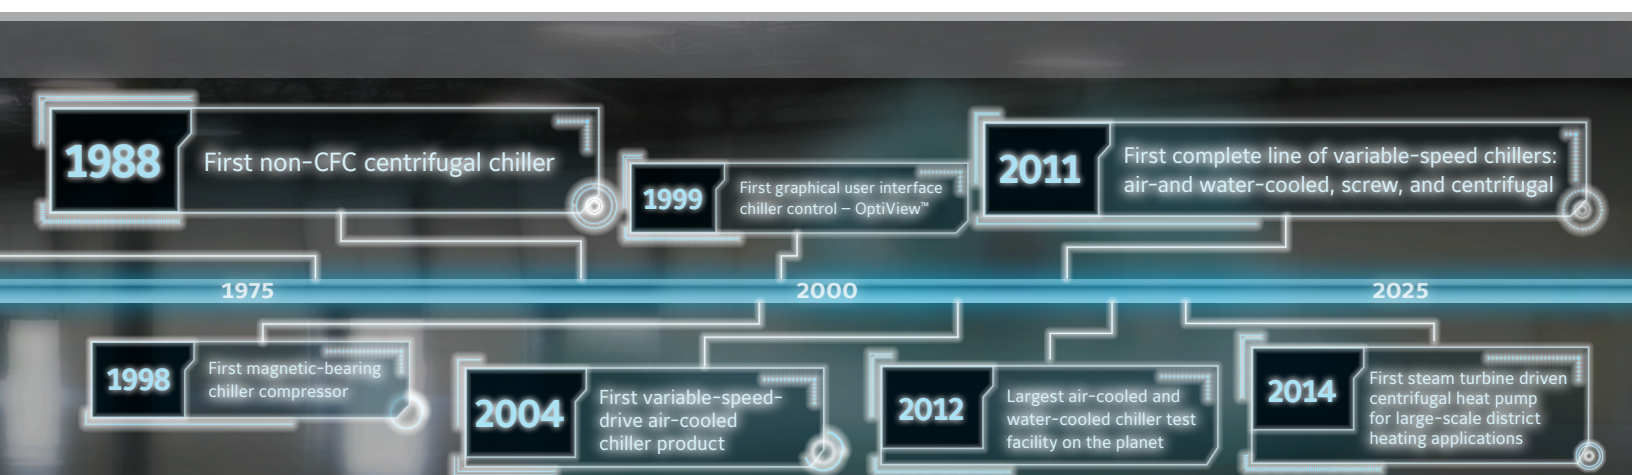 1988
First non-CFC centrifugal chiller
1999
First graphical user interface
chiller control – OptiView™
2011
First complete line of variable-speed chillers:
air-and water-cooled, screw, and centrifugal
1975
2000
2025
1998
First magnetic-bearing
chiller compressor
2004
First variable-speed-
drive air-cooled
chiller product
2012
Largest air-cooled and
water-cooled chiller test
facility on the planet
2014
First steam turbine driven
centrifugal heat pump
for large-scale district
heating applications